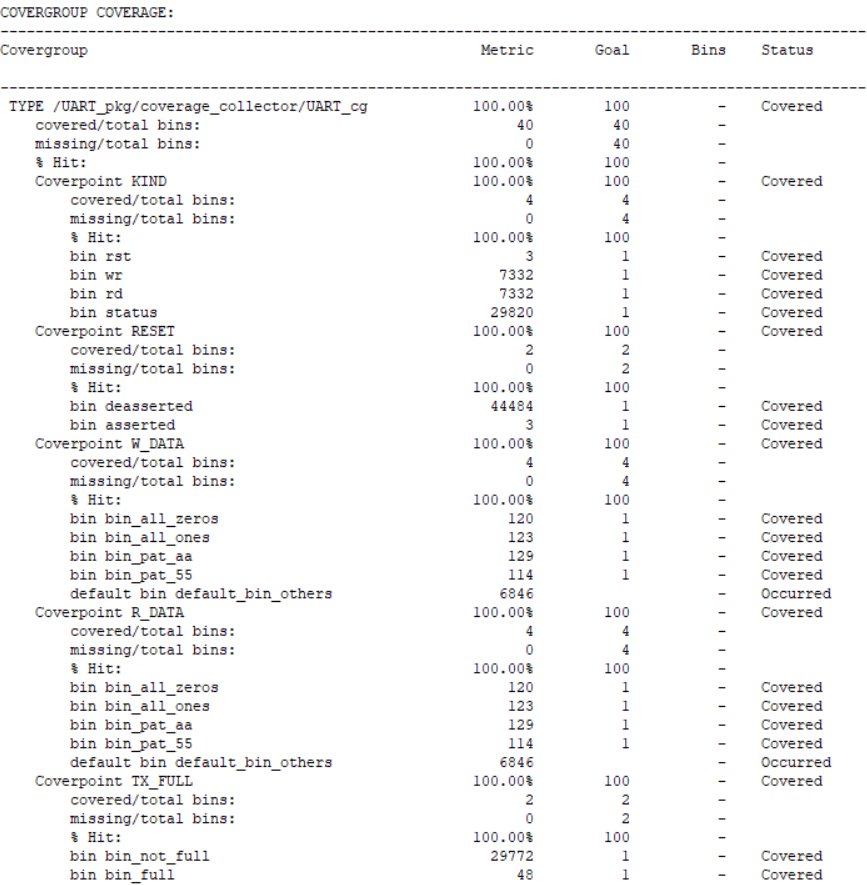 COVERGROUP COVERAGE:
----------------------------------------------------------------------------------------------------
Covergroup Metric Goal Bins Status
----------------------------------------------------------------------------------------------------
TYPE /UART_pkg/coverage_collector/UART_cg 100.00% 100 - Covered
covered/total bins: 40 40 -
missing/total bins: 0 40 -
% Hit: 100.00% 100 -
Coverpoint KIND 100.00% 100 - Covered
covered/total bins: 4 4 -
missing/total bins: 0 4 -
% Hit: 100.00% 100 -
bin rst 3 1 - Covered
bin wr 7332 1 - Covered
bin rd 7332 1 - Covered
bin status 29820 1 - Covered
Coverpoint RESET 100.00% 100 - Covered
covered/total bins: 2 2 -
missing/total bins: 0 2 -
% Hit: 100.00% 100 -
bin deasserted 44484 1 - Covered
bin asserted 3 1 - Covered
Coverpoint W_DATA 100.00% 100 - Covered
covered/total bins: 4 4 -
missing/total bins: 0 4 -
% Hit: 100.00% 100 -
bin bin_all_zeros 120 1 - Covered
bin bin_all_ones 123 1 - Covered
bin bin_pat_aa 129 1 - Covered
bin bin_pat_55 114 1 - Covered
default bin default_bin_others 6846 - Occurred
Coverpoint R_DATA 100.00% 100 - Covered
covered/total bins: 4 4 -
missing/total bins: 0 4 -
% Hit: 100.00% 100 -
bin bin_all_zeros 120 1 - Covered
bin bin_all_ones 123 1 - Covered
bin bin_pat_aa 129 1 - Covered
bin bin_pat_55 114 1 - Covered
default bin default_bin_others 6846 - Occurred
Coverpoint TX_FULL 100.00% 100 - Covered
covered/total bins: 2 2 -
missing/total bins: 0 2 -
% Hit: 100.00% 100 -
bin bin_not_full 29772 1 - Covered
bin bin_full 48 1 - Covered